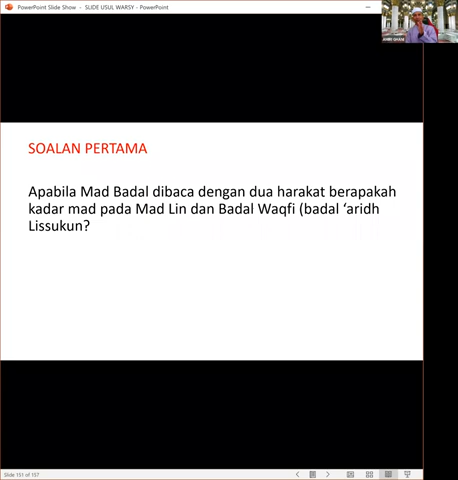 PowerPoint Slide Show - SLIDE USUL WARSY - PowerPoint
SOALAN PERTAMA
Apabila Mad Badal dibaca dengan dua harakat berapakah
kadar mad pada Mad Lin dan Badal Waqfi (badal ‘aridh
Lissukun?
Slide 151 of 157